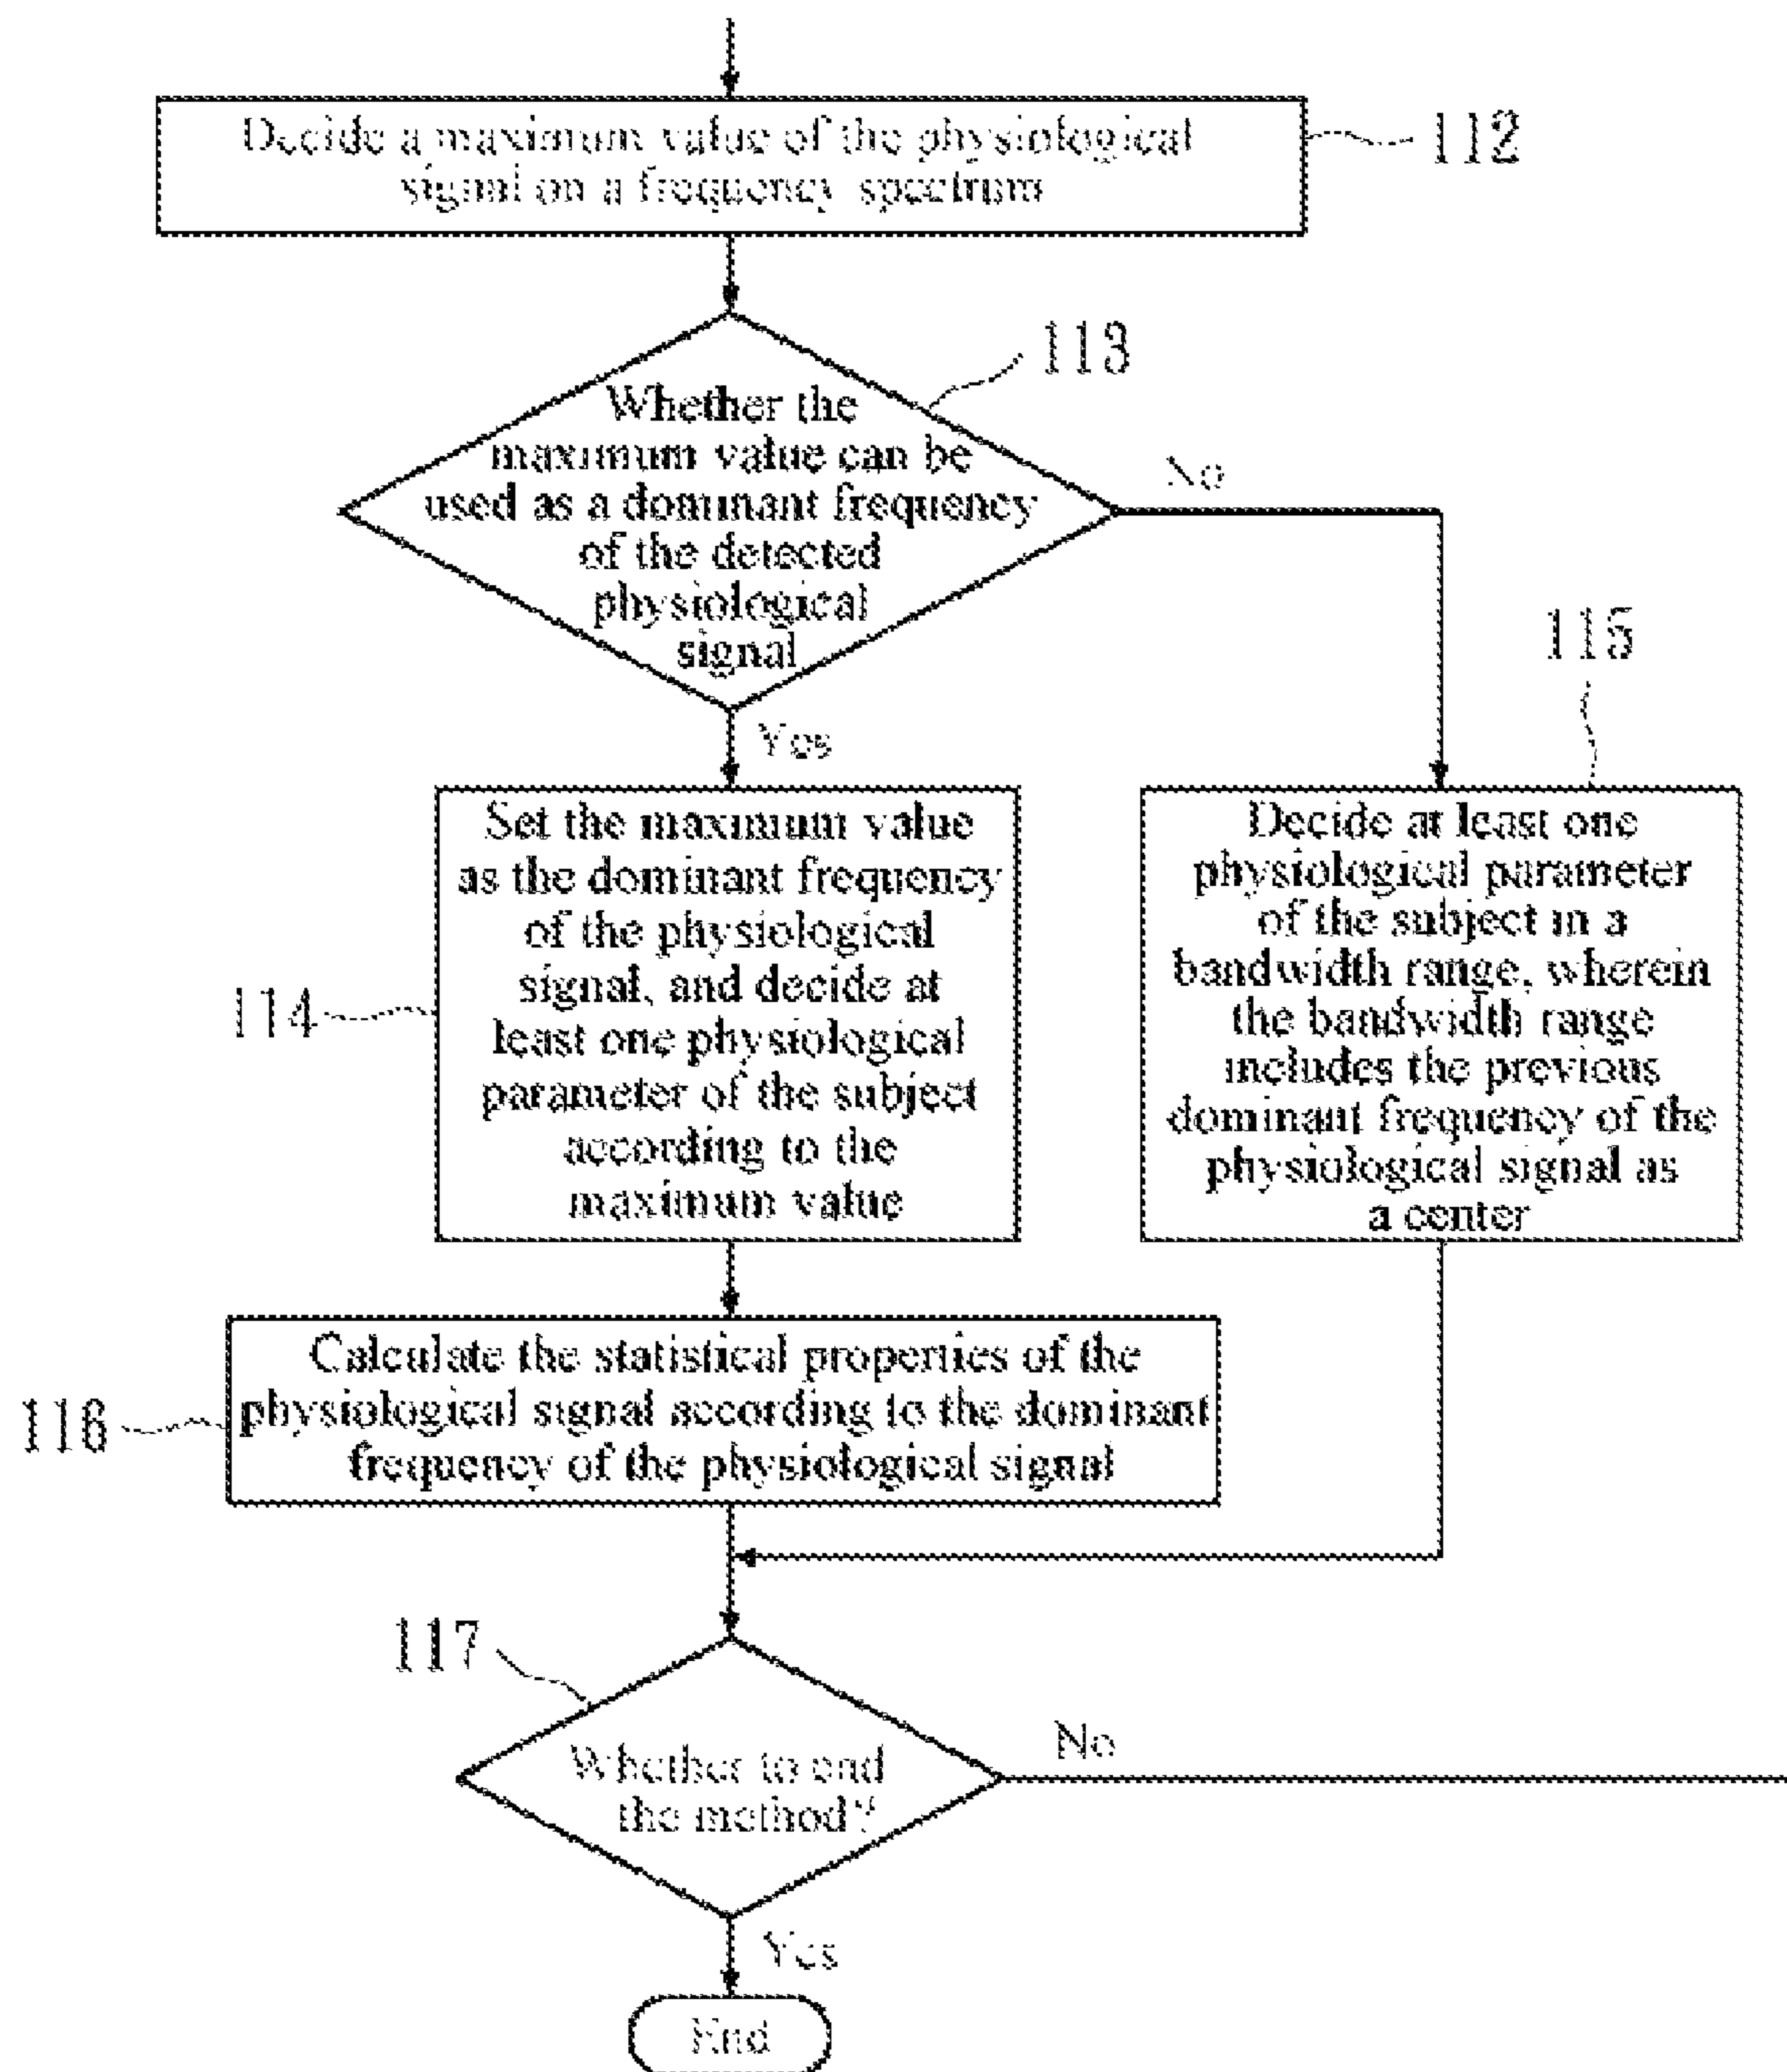 Decide a maximum value of the physiological
signal on a frequency spectrum
112
113
Whether the
maximum value can be
used as a dominant frequency
of the detected
physiological
signal
No
115
Yes
Set the maximum value
as the dominant frequency
of the physiological
signal, and decide at
least one physiological
parameter of the subject
according to the
maximum value
114
Decide at least one
physiological parameter
of the subject in a
bandwidth range, wherein
the bandwidth range
includes the previous
dominant frequency of the
physiological signal as
a center
Calculate the statistical properties of the
physiological signal according to the dominant
frequency of the physiological signal
116
117
Whether to end
the method?
No
Yes
End